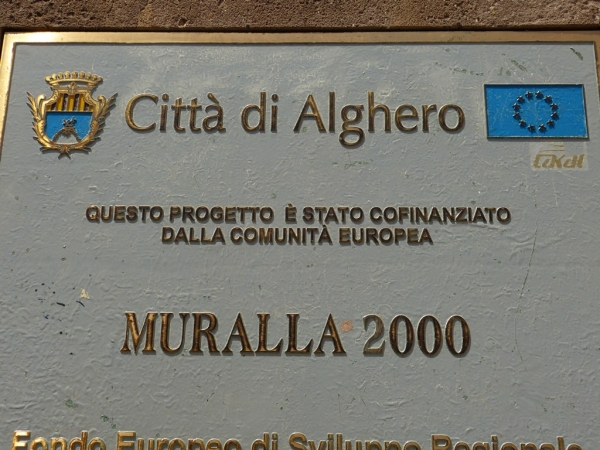 Città di Alghero
QUESTO PROGETTO È STATO COFINANZIATO
DALLA COMUNITÀ EUROPEA
MURALLA 2000
Fondo Europeo di Sviluppo Regionale